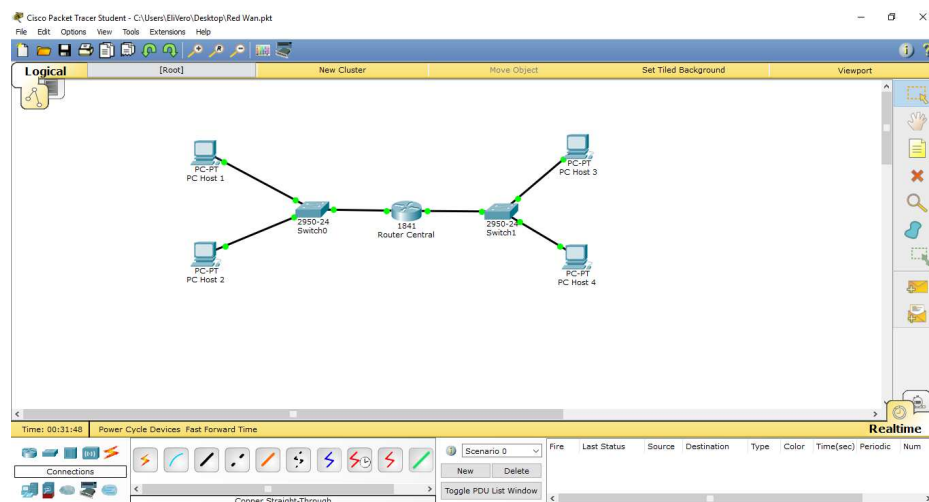 Cisco Packet Tracer Student - C:\Users\EliVero\Desktop\Red Wan.pkt
File Edit Options View Tools Extensions Help
Logical [Root] New Cluster Move Object Set Tiled Background Viewport
PC-PT
PC Host 1
PC-PT
PC Host 3
2950-24
Switch0
1841
Router Central
2950-24
Switch1
PC-PT
PC Host 2
PC-PT
PC Host 4
Time: 00:31:48 Power Cycle Devices Fast Forward Time Realtime
Connections
Copper Straight-Through
Scenario 0
New Delete
Toggle PDU List Window
Fire Last Status Source Destination Type Color Time(sec) Periodic Num